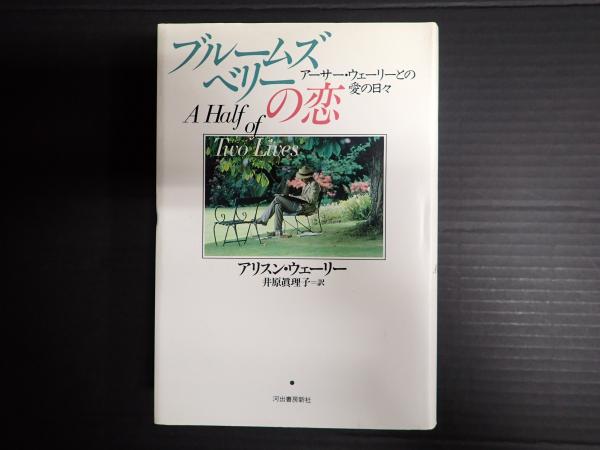 ブルームズ
ベリー
の恋
アーサー・ウェーリーとの
愛の日々
A Half
of
Two Lives
アリスン・ウェーリー
井原眞理子=訳
河出書房新社